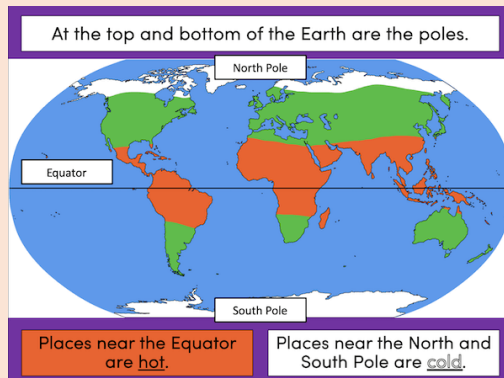 At the top and bottom of the Earth are the poles.
North Pole
Equator
South Pole
Places near the Equator
are hot.
Places near the North and
South Pole are cold.